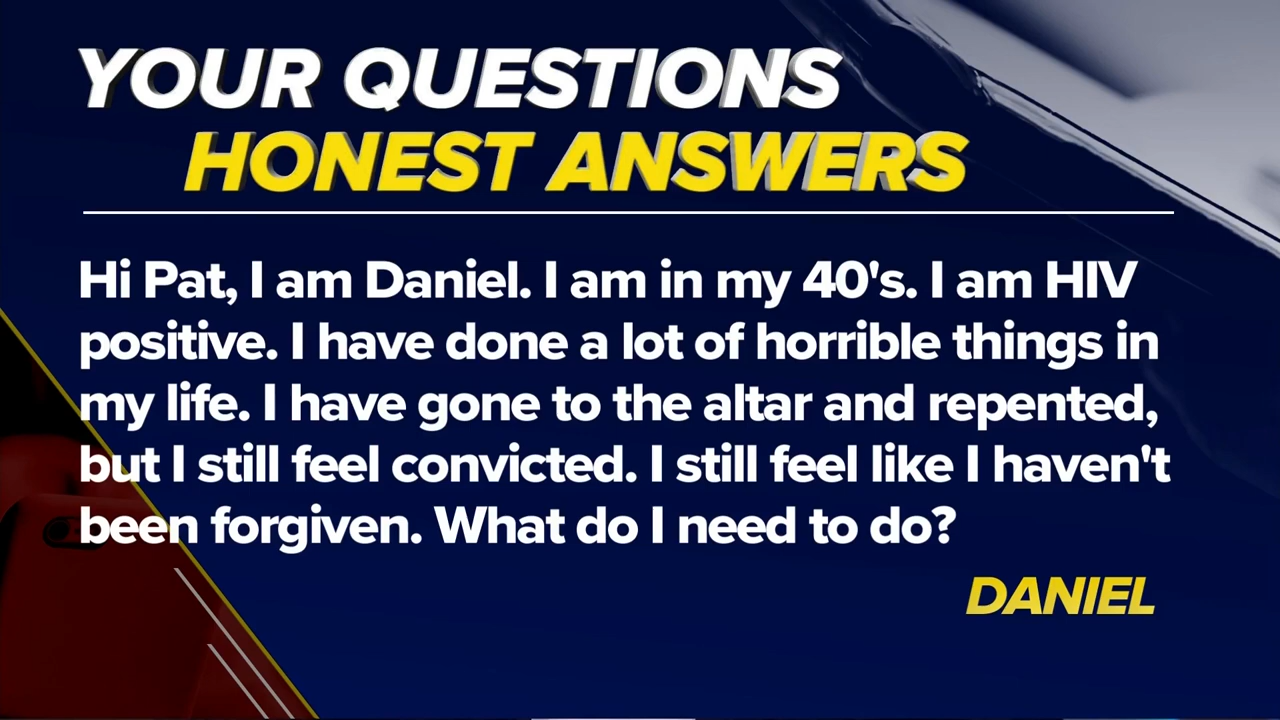 YOUR QUESTIONS
HONEST ANSWERS
Hi Pat, I am Daniel. I am in my 40's. I am HIV
positive. I have done a lot of horrible things in
my life. I have gone to the altar and repented,
but I still feel convicted. I still feel like I haven't
been forgiven. What do I need to do?
DANIEL